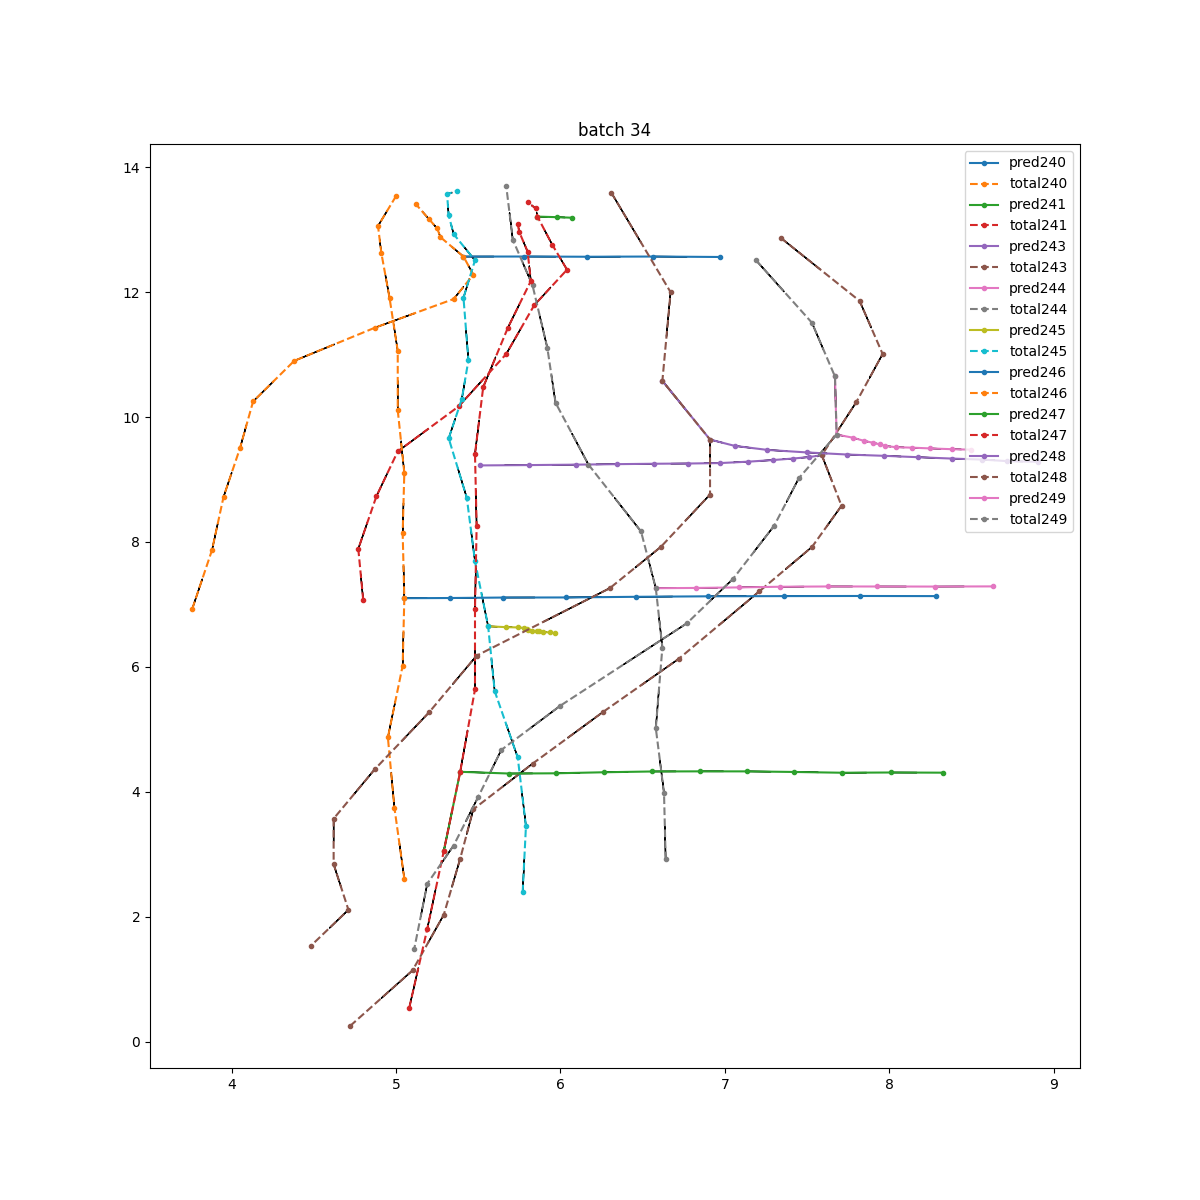 batch 34
14
12
10
8
6
4
2
0
4
5
6
7
8
9
pred240
total240
pred241
total241
pred243
total243
pred244
total244
pred245
total245
pred246
total246
pred247
total247
pred248
total248
pred249
total249